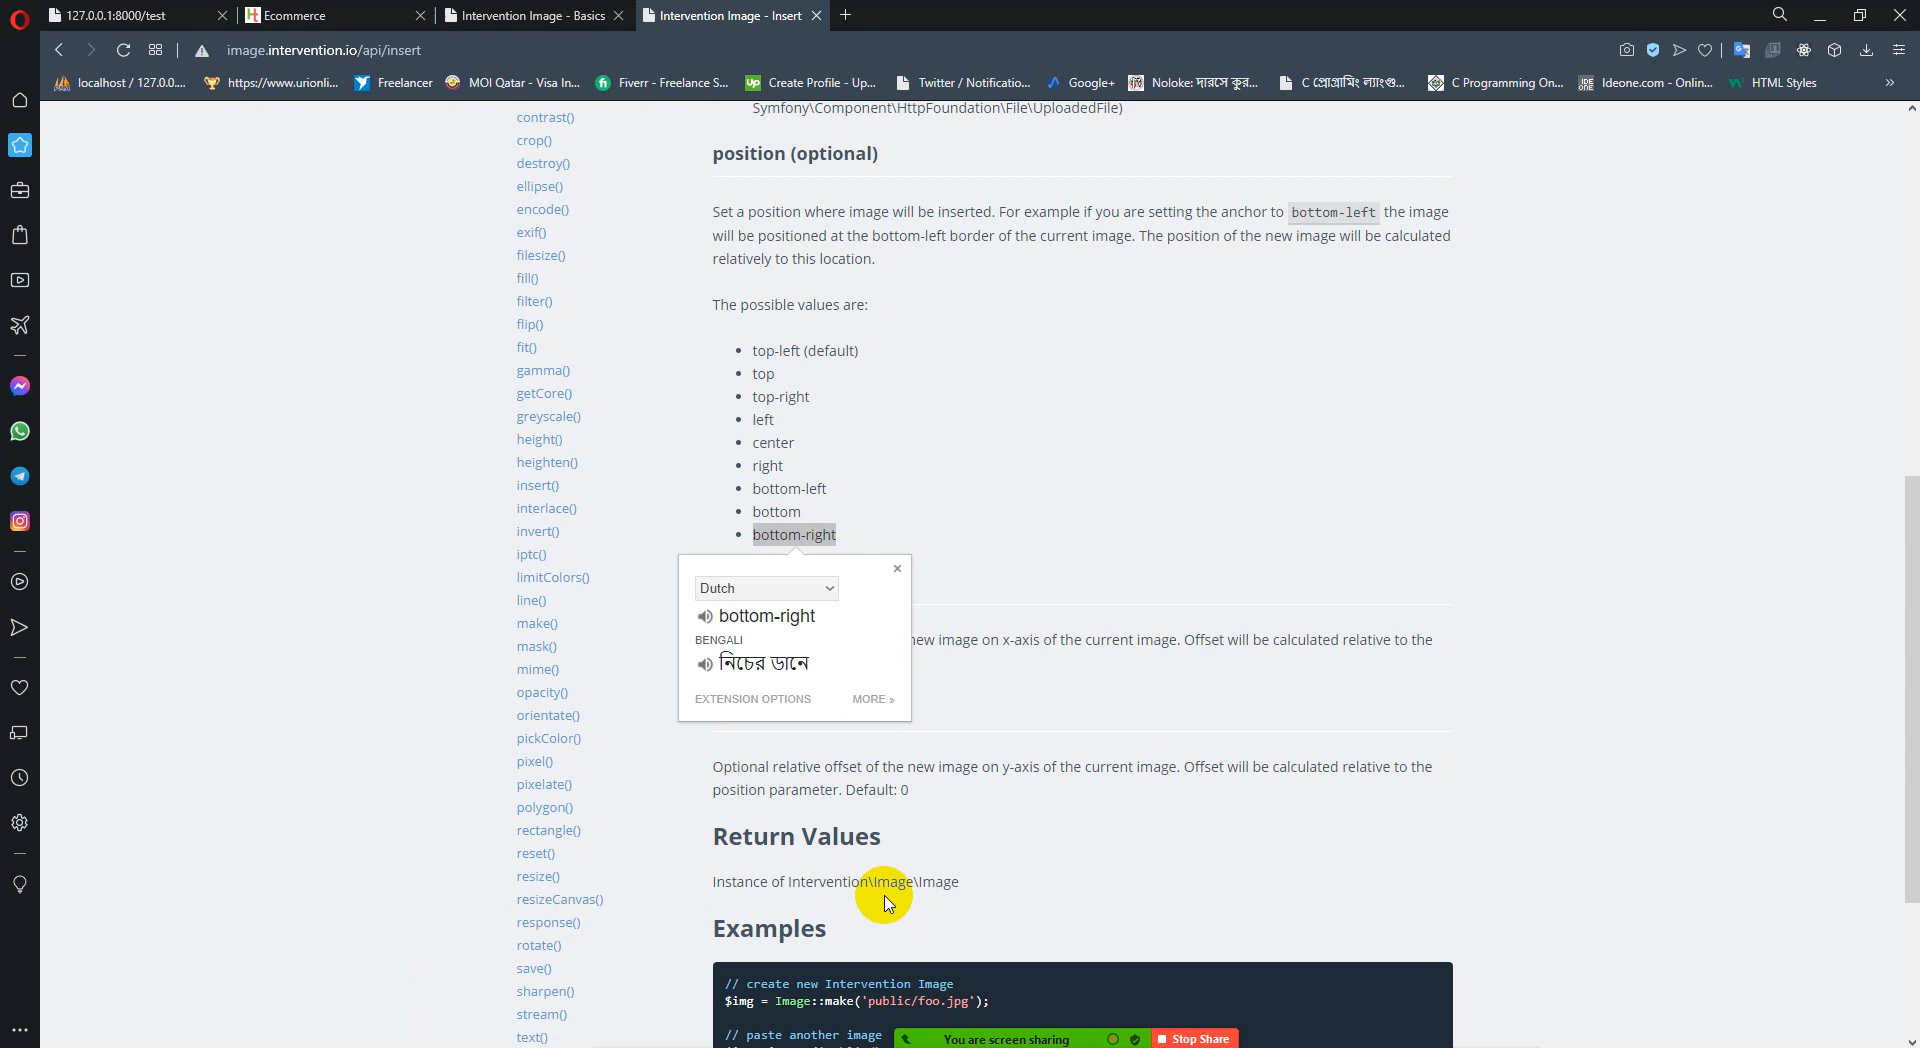 127.0.0.1:8000/test
Ecommerce
Intervention Image - Basics
Intervention Image - Insert
image.intervention.io/api/insert
localhost / 127.0.0...
https://www.urionli...
Freelancer
MOI Qatar - Visa In...
Fiverr - Freelance S...
Create Profile - Up...
Twitter / Notificatio...
Google+
Noloke: দারসে কুর...
C প্রোগ্রামিং ল্যাংগু...
C Programming On...
Ideone.com - Onlin...
HTML Styles
contrast()
crop()
destroy()
ellipse()
encode()
exif()
filesize()
fill()
filter()
flip()
fit()
gamma()
getCore()
greyscale()
height()
heighten()
insert()
interlace()
invert()
iptc()
limitColors()
line()
make()
mask()
mime()
opacity()
orientate()
pickColor()
pixel()
pixelate()
polygon()
rectangle()
reset()
resize()
resizeCanvas()
response()
rotate()
save()
sharpen()
stream()
text()
Symfony\Component\HttpFoundation\File\UploadedFile)
position (optional)
Set a position where image will be inserted. For example if you are setting the anchor to bottom-left the image
will be positioned at the bottom-left border of the current image. The position of the new image will be calculated
relatively to this location.
The possible values are:
top-left (default)
top
top-right
left
center
right
bottom-left
bottom
bottom-right
Dutch
bottom-right
BENGALI
নিচের ডানে
EXTENSION OPTIONS MORE »
new image on x-axis of the current image. Offset will be calculated relative to the
Optional relative offset of the new image on y-axis of the current image. Offset will be calculated relative to the
position parameter. Default: 0
Return Values
Instance of Intervention\Image\Image
Examples
// create new Intervention Image
$img = Image::make('public/foo.jpg');
// paste another image
You are screen sharing
Stop Share